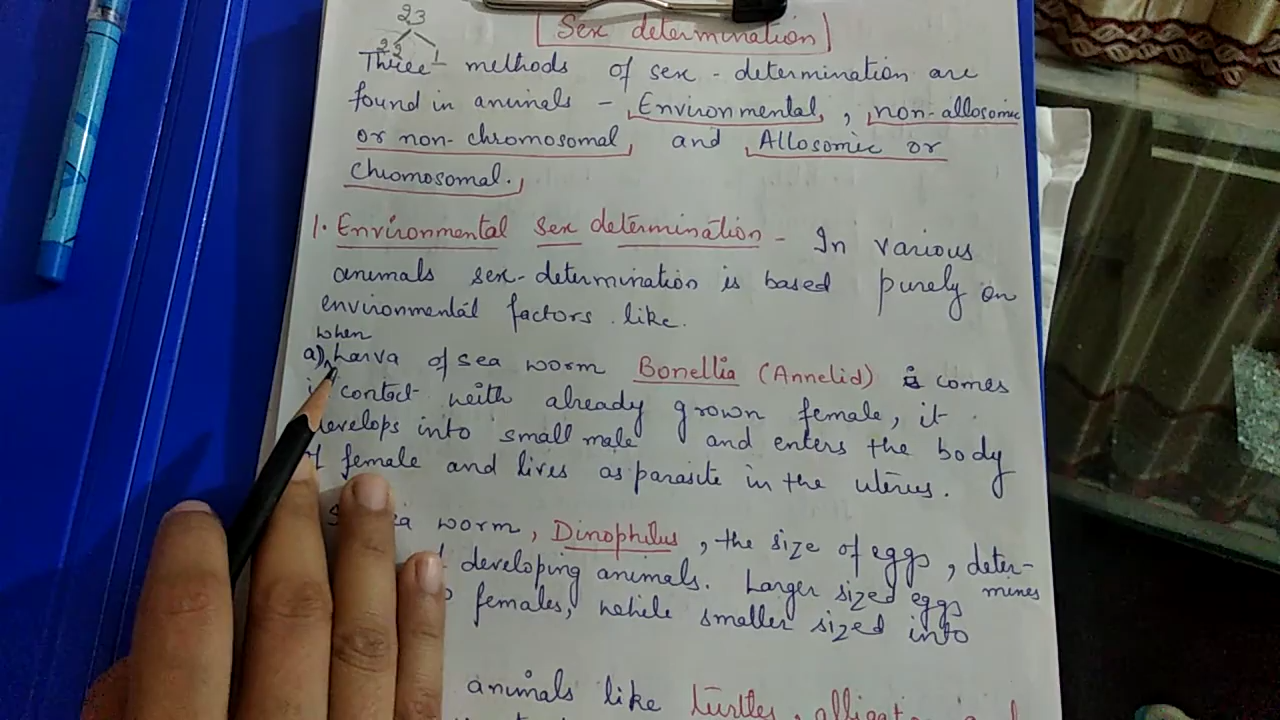 23
22 1
Sex determination
Three methods of sex-determination are
found in animals - Environmental, non-allosomic
or non-chromosomal, and Allosomic or
Chromosomal.
1. Environmental Sex determination - In various
animals sex-determination is based purely on
environmental factors like.
when
a) Larva of sea worm Bonellia (Annelid) is comes
contact with already grown female, it
develops into small male and enters the body
female and lives as parasite in the uterus.
worm, Dinophilus, the size of eggs, deter-
mines
developing animals. Larger sized eggs
females, while smaller sized into
animals like turtles,